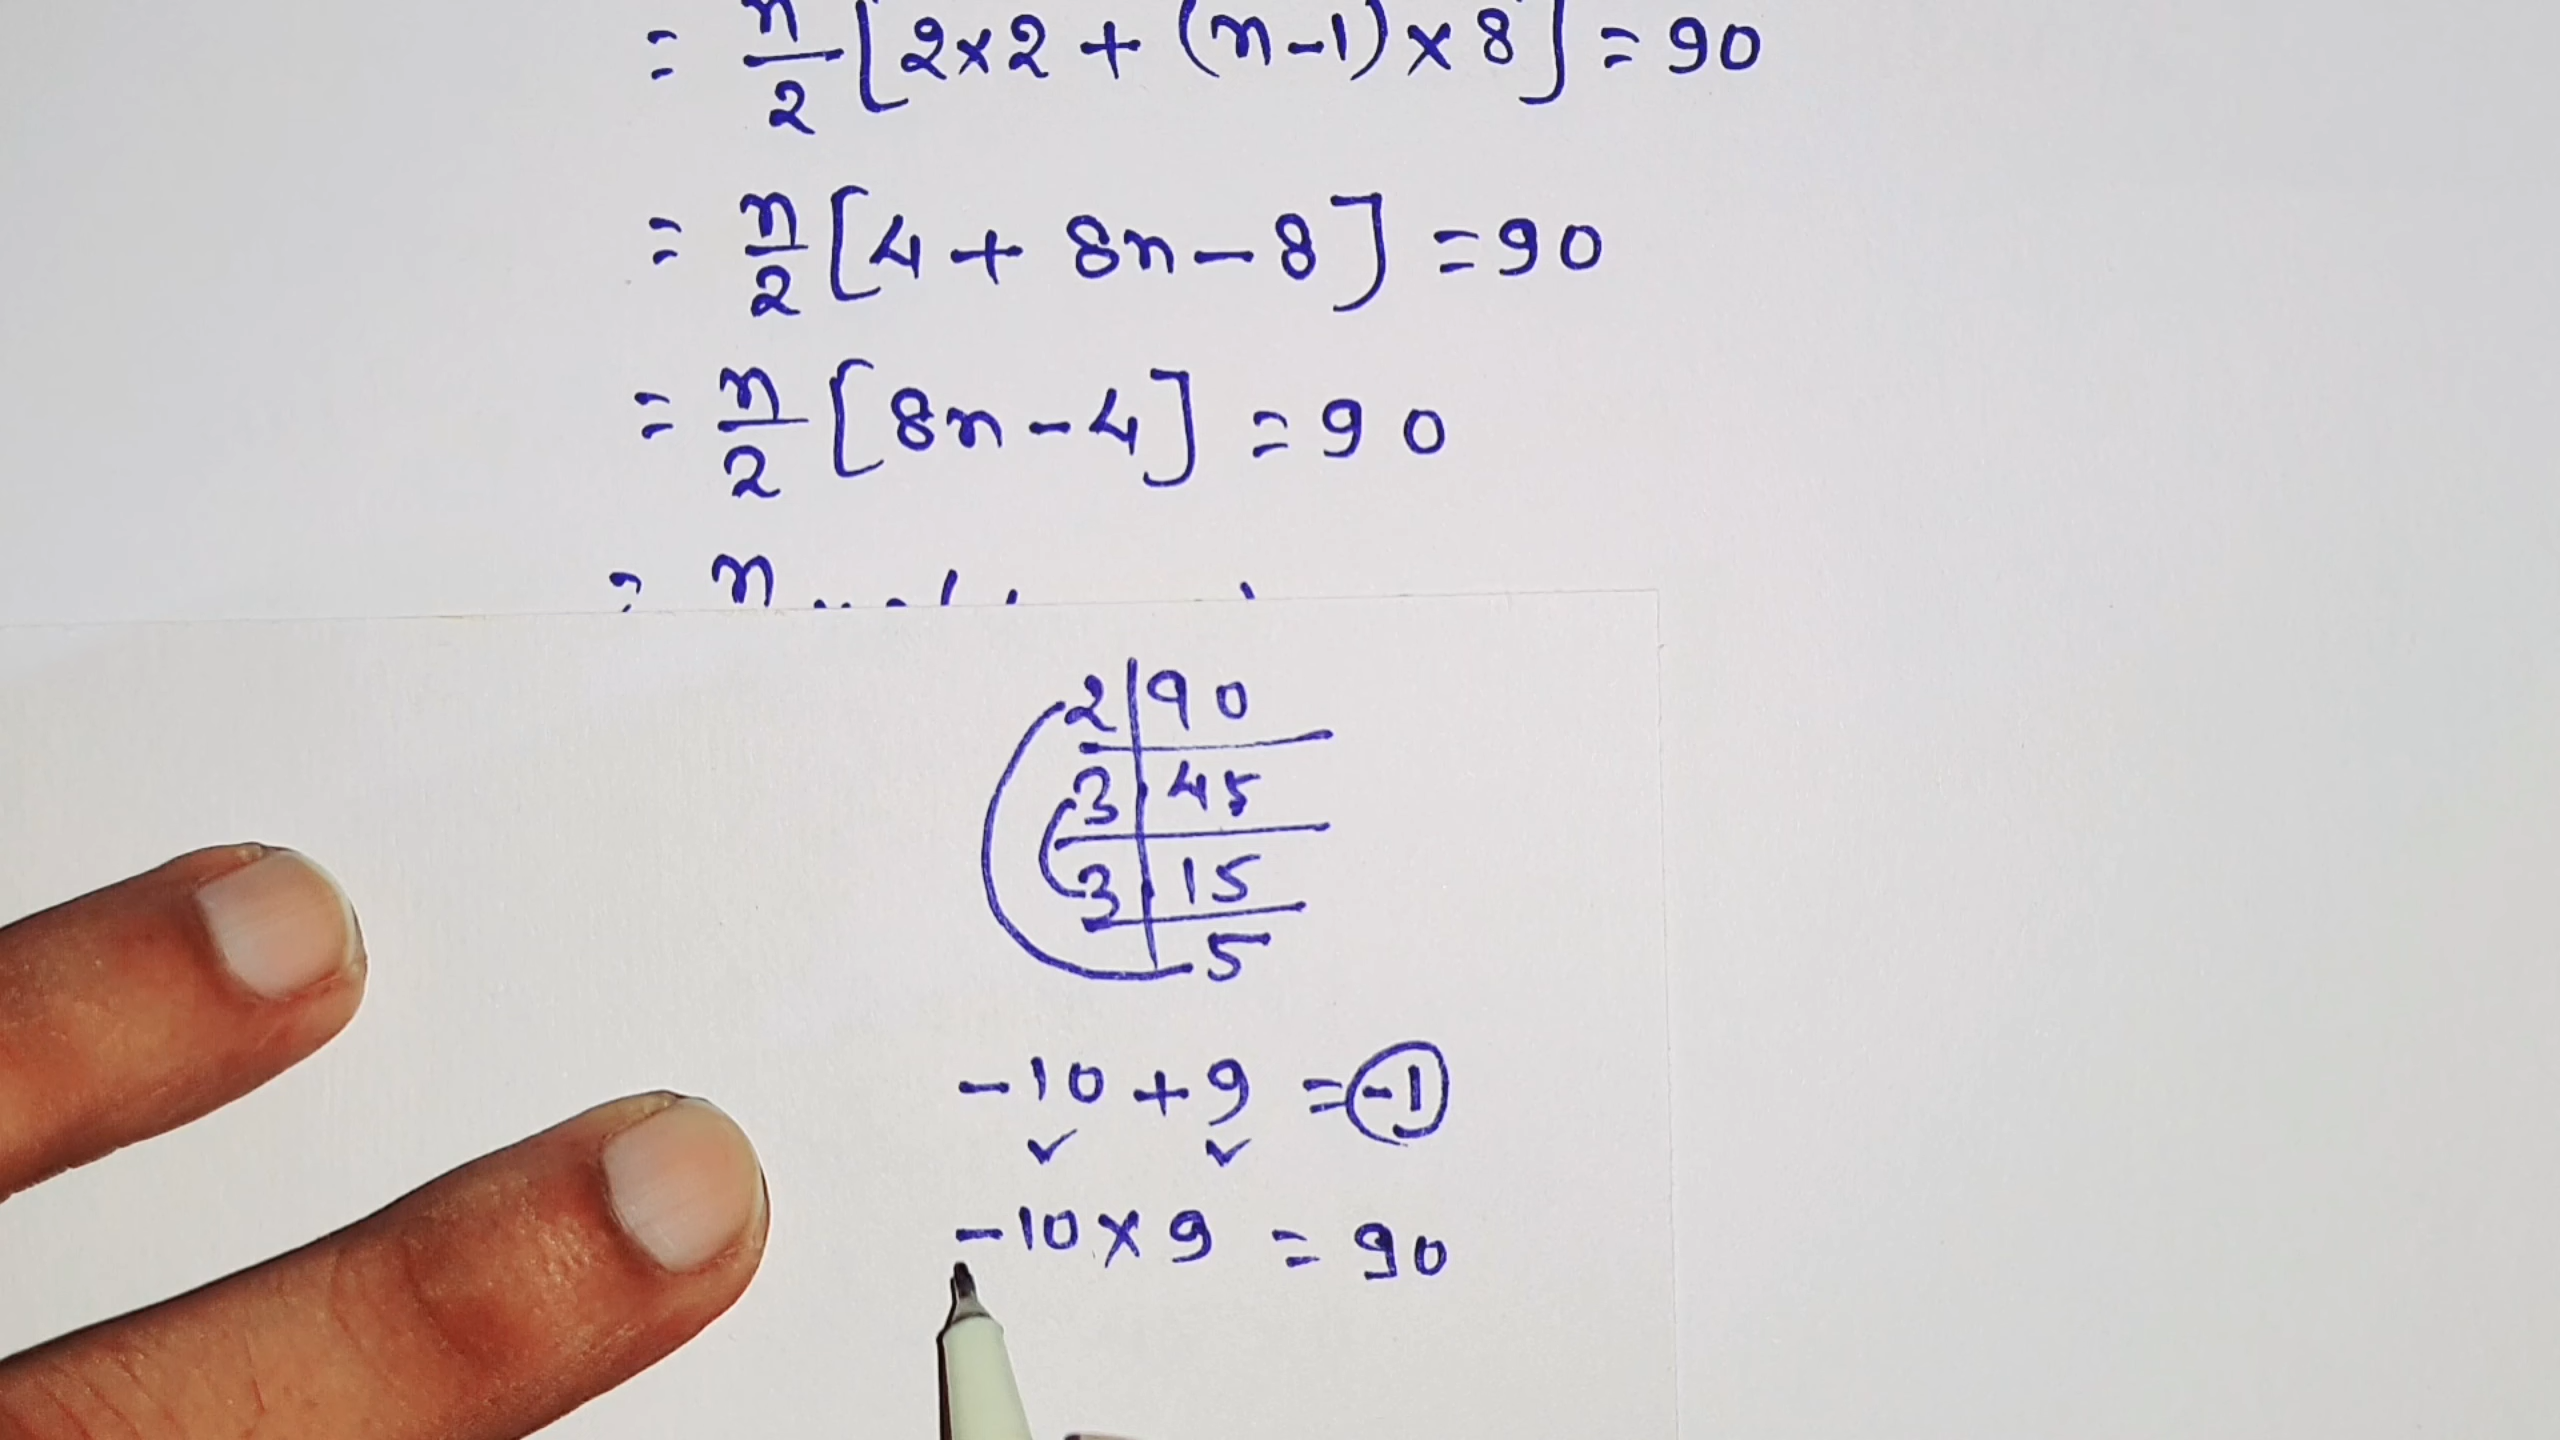 = n/2 [2×2 + (n-1)×8] = 90
= n/2 [4 + 8n - 8] = 90
= n/2 [8n - 4] = 90
= n
2 | 90
3 | 45
3 | 15
5
-10 + 9 = -1
-10 × 9 = 90